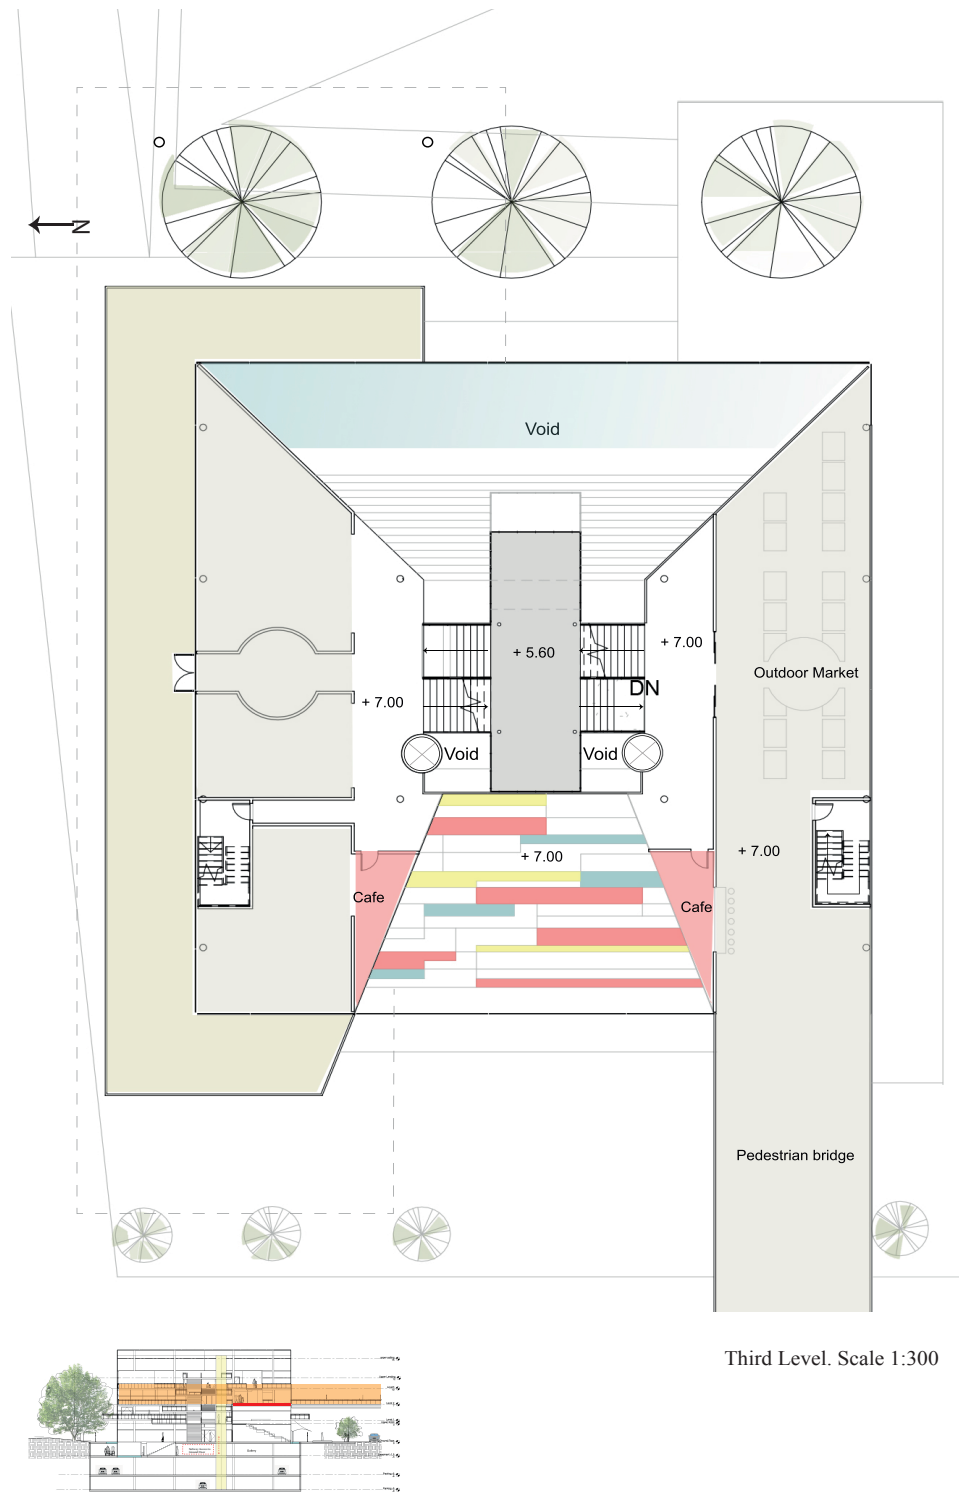 N
Void
+ 7.00
+ 5.60
Outdoor Market
DN
+ 7.00
Void
Void
+ 7.00
+ 7.00
Cafe
Cafe
Pedestrian bridge
Third Level. Scale 1:300